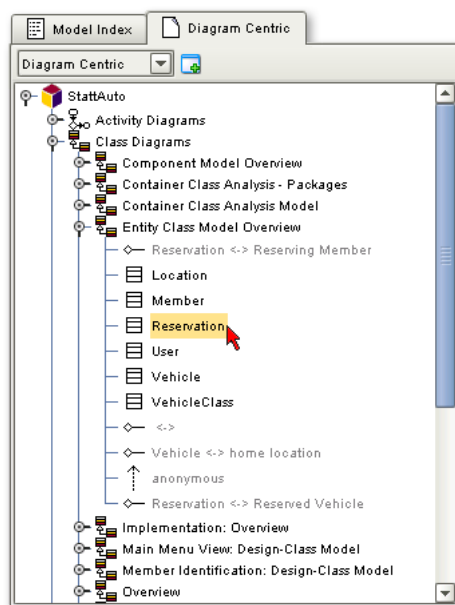 Model Index
Diagram Centric
Diagram Centric
StattAuto
Activity Diagrams
Class Diagrams
Component Model Overview
Container Class Analysis - Packages
Container Class Analysis Model
Entity Class Model Overview
Reservation <-> Reserving Member
Location
Member
Reservation
User
Vehicle
VehicleClass
<->
Vehicle <-> home location
anonymous
Reservation <-> Reserved Vehicle
Implementation: Overview
Main Menu View: Design-Class Model
Member Identification: Design-Class Model
Overview